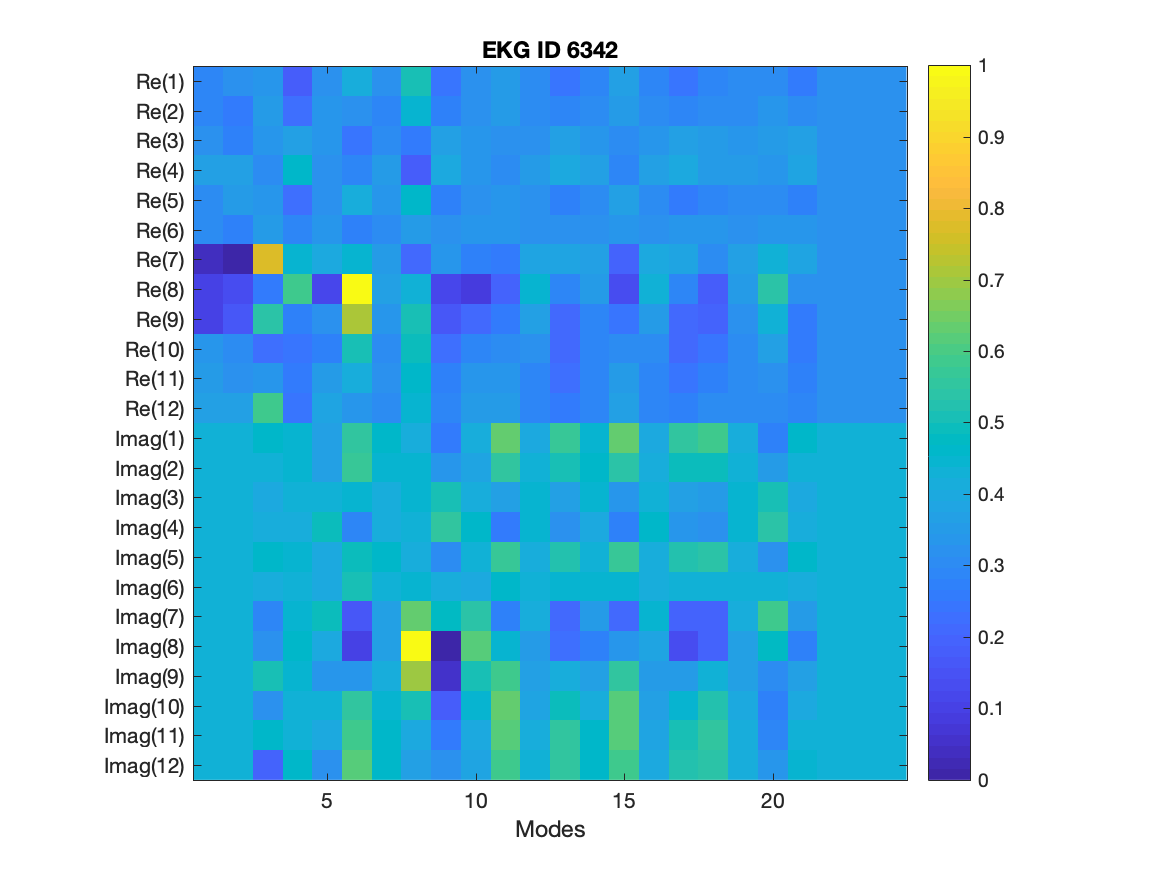 EKG ID 6342
Re(1)
Re(2)
Re(3)
Re(4)
Re(5)
Re(6)
Re(7)
Re(8)
Re(9)
Re(10)
Re(11)
Re(12)
Imag(1)
Imag(2)
Imag(3)
Imag(4)
Imag(5)
Imag(6)
Imag(7)
Imag(8)
Imag(9)
Imag(10)
Imag(11)
Imag(12)
5 10 15 20
Modes
1
0.9
0.8
0.7
0.6
0.5
0.4
0.3
0.2
0.1
0